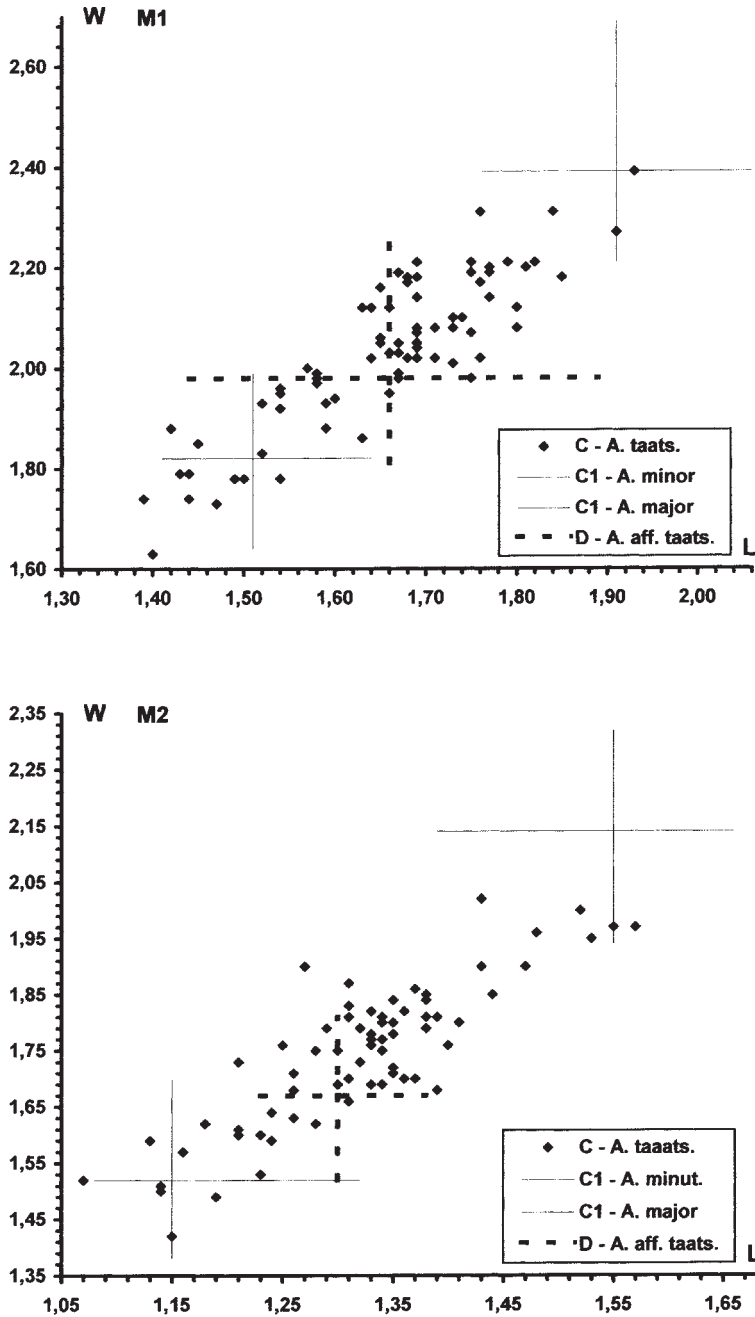 W M1
2,60
2,40
2,20
2,00
1,80
1,60
C - A. taats.
C1 - A. minor
C1 - A. major
D - A. aff. taats.
L
1,30 1,40 1,50 1,60 1,70 1,80 1,90 2,00
W M2
2,35
2,25
2,15
2,05
1,95
1,85
1,75
1,65
1,55
1,45
1,35
C - A. taaats.
C1 - A. minut.
C1 - A. major
D - A. aff. taats.
L
1,05 1,15 1,25 1,35 1,45 1,55 1,65